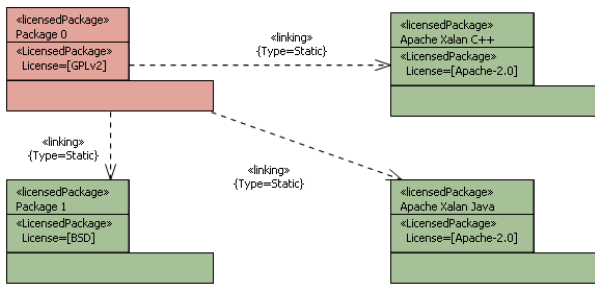 «licensedPackage»
Package 0
«LicensedPackage»
License=[GPLv2]
«linking»
{Type=Static}
«licensedPackage»
Apache Xalan C++
«LicensedPackage»
License=[Apache-2.0]
«linking»
{Type=Static}
«linking»
{Type=Static}
«licensedPackage»
Package 1
«LicensedPackage»
License=[BSD]
«licensedPackage»
Apache Xalan Java
«LicensedPackage»
License=[Apache-2.0]